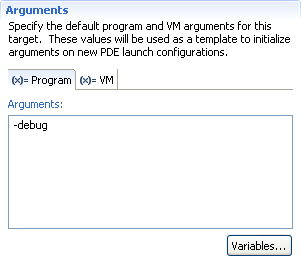 Arguments
Specify the default program and VM arguments for this
target. These values will be used as a template to initialize
arguments on new PDE launch configurations.
(x)= Program (x)= VM
Arguments:
-debug
Variables...